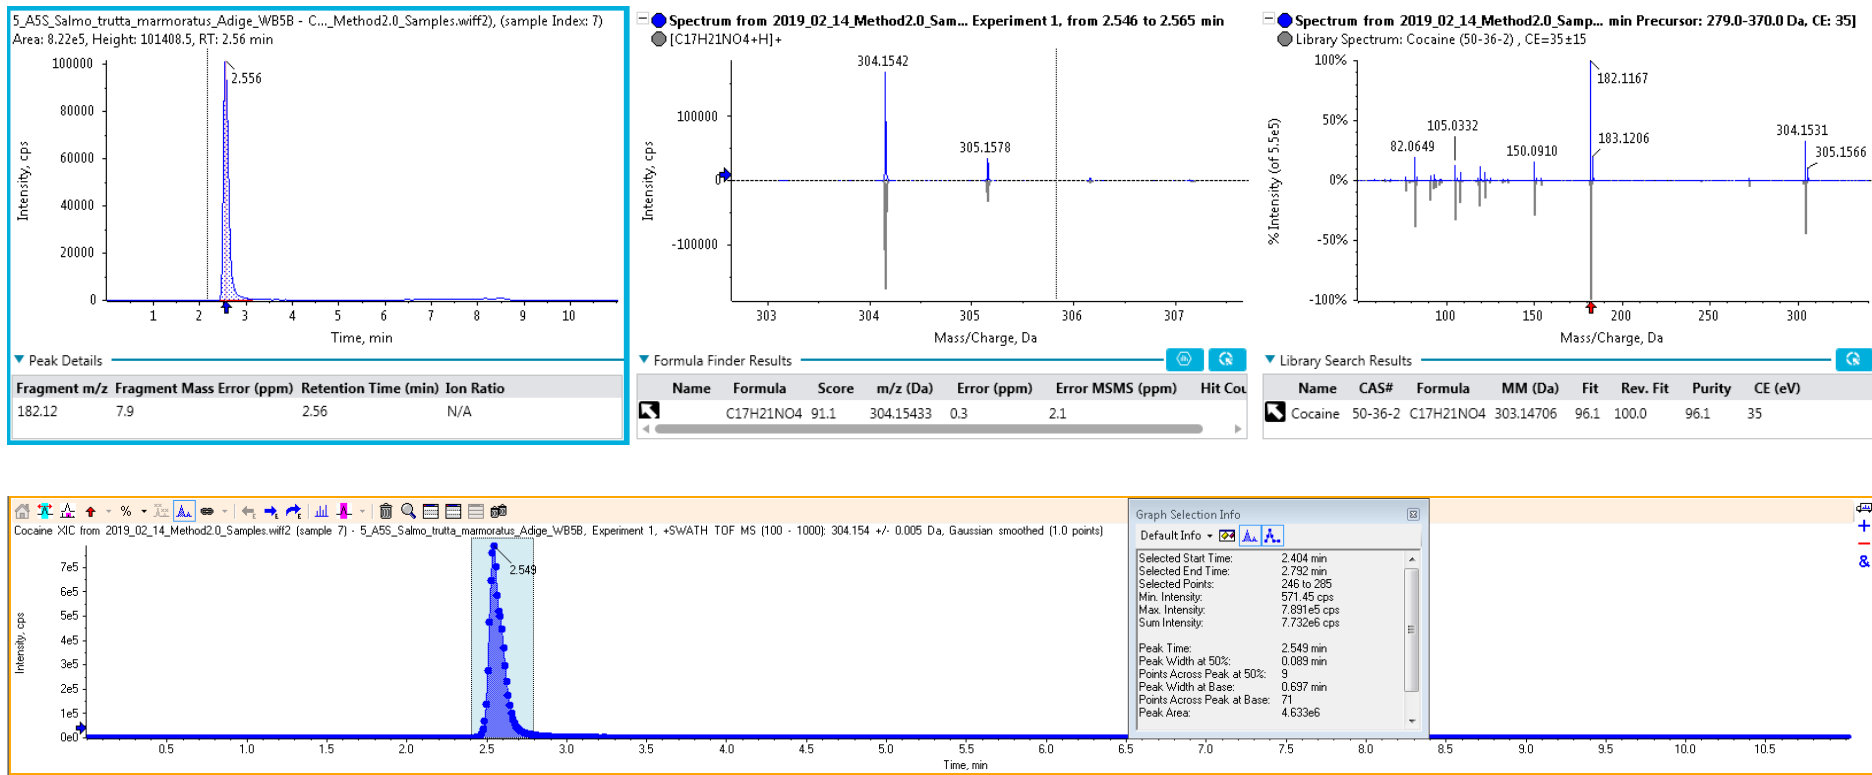 5_A5S_Salmo_trutta_marmoratus_Adige_WB5B - C..._Method2.0_Samples.wiff2), (sample Index: 7)
Area: 8.22e5, Height: 101408.5, RT: 2.56 min
Intensity, cps
100000
80000
60000
40000
20000
0
2.556
1 2 3 4 5 6 7 8 9 10
Time, min
Peak Details
Fragment m/z Fragment Mass Error (ppm) Retention Time (min) Ion Ratio
182.12 7.9 2.56 N/A
Spectrum from 2019_02_14_Method2.0_Sam... Experiment 1, from 2.546 to 2.565 min
[C17H21NO4+H]+
Intensity, cps
100000
0
-100000
304.1542
305.1578
303 304 305 306 307
Mass/Charge, Da
Formula Finder Results
Name Formula Score m/z (Da) Error (ppm) Error MSMS (ppm) Hit Cou
C17H21NO4 91.1 304.15433 0.3 2.1
Spectrum from 2019_02_14_Method2.0_Samp... min Precursor: 279.0-370.0 Da, CE: 35]
Library Spectrum: Cocaine (50-36-2) , CE=35±15
% Intensity (of 5.5e5)
100%
50%
0%
-50%
-100%
182.1167
183.1206
105.0332
82.0649
150.0910
304.1531
305.1566
100 150 200 250 300
Mass/Charge, Da
Library Search Results
Name CAS# Formula MM (Da) Fit Rev. Fit Purity CE (eV)
Cocaine 50-36-2 C17H21NO4 303.14706 96.1 100.0 96.1 35
%
Cocaine XIC from 2019_02_14_Method2.0_Samples.wiff2 (sample 7) - 5_A5S_Salmo_trutta_marmoratus_Adige_WB5B, Experiment 1, +SWATH TOF MS (100 - 1000): 304.154 +/- 0.005 Da, Gaussian smoothed (1.0 points)
Intensity, cps
7e5
6e5
5e5
4e5
3e5
2e5
1e5
0e0
2.549
0.5 1.0 1.5 2.0 2.5 3.0 3.5 4.0 4.5 5.0 5.5 6.0 6.5 7.0 7.5 8.0 8.5 9.0 9.5 10.0 10.5
Time, min
Graph Selection Info
Default Info
Selected Start Time: 2.404 min
Selected End Time: 2.792 min
Selected Points: 246 to 285
Min. Intensity: 571.45 cps
Max. Intensity: 7.891e5 cps
Sum Intensity: 7.732e6 cps
Peak Time: 2.549 min
Peak Width at 50%: 0.089 min
Points Across Peak at 50%: 9
Peak Width at Base: 0.697 min
Points Across Peak at Base: 71
Peak Area: 4.633e6
&